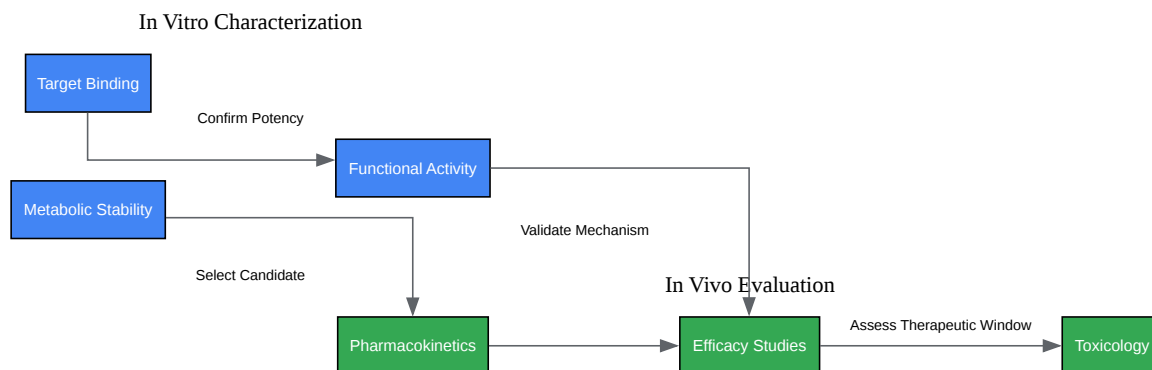 In Vitro Characterization
Target Binding
Confirm Potency
Functional Activity
Metabolic Stability
Validate Mechanism
Select Candidate
In Vivo Evaluation
Assess Therapeutic Window
Pharmacokinetics
Efficacy Studies
Toxicology